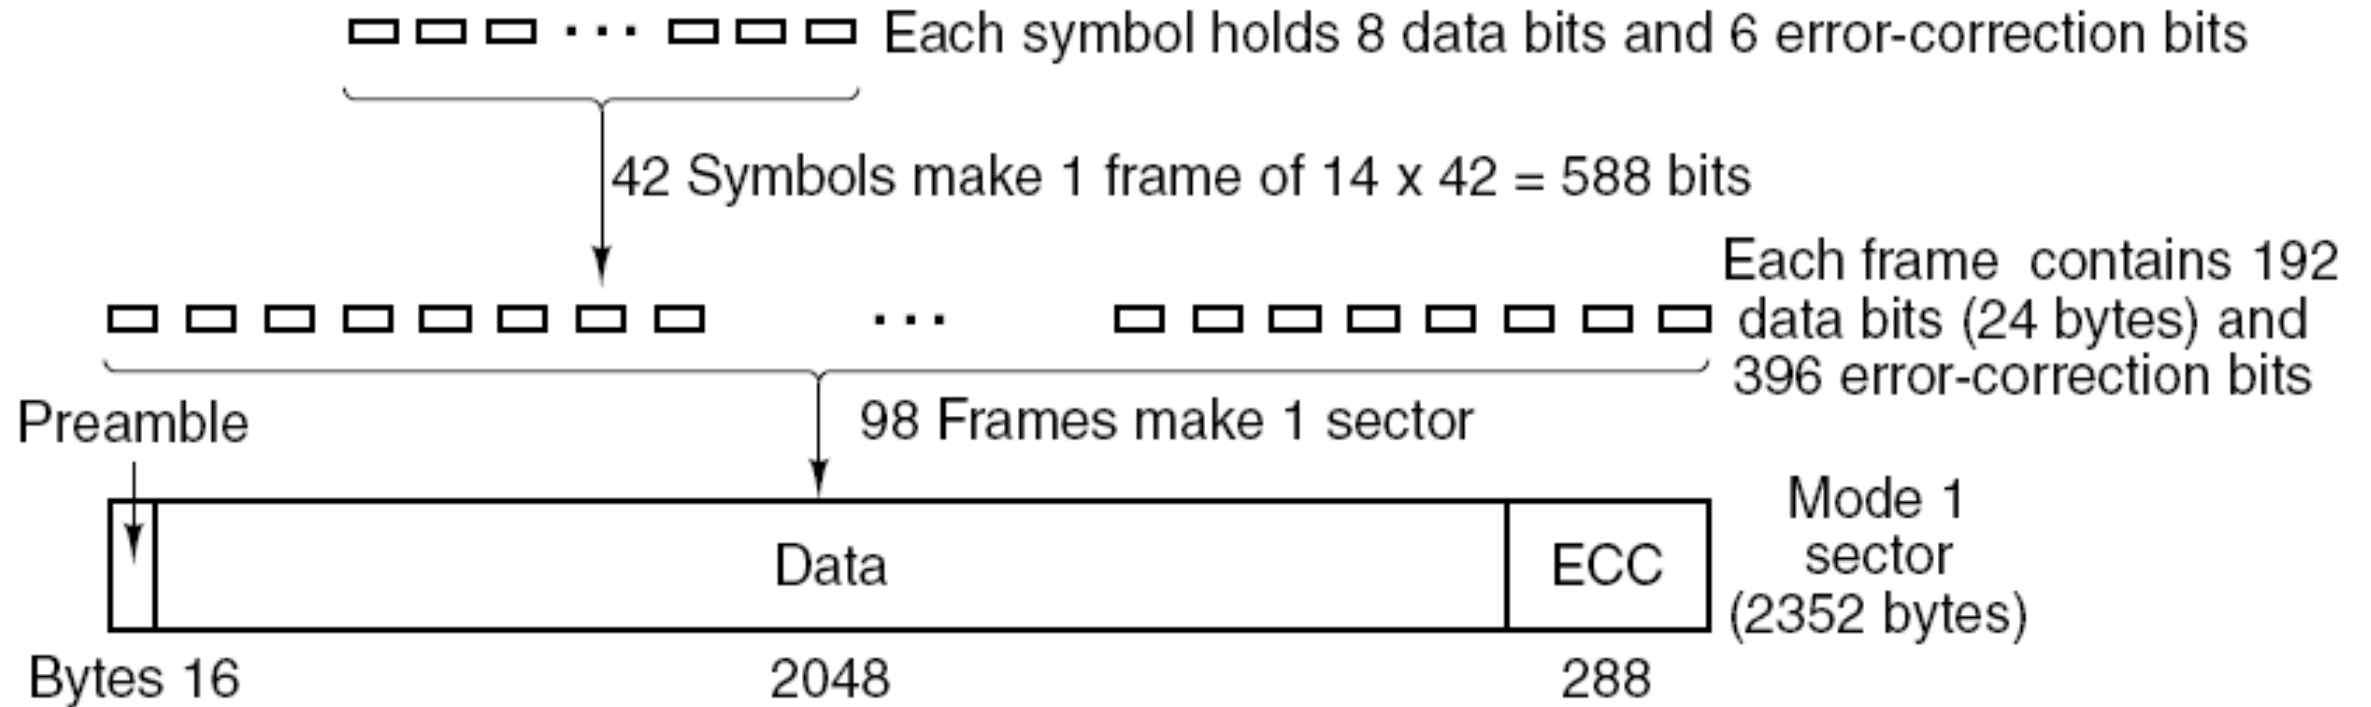 Each symbol holds 8 data bits and 6 error-correction bits
42 Symbols make 1 frame of 14 x 42 = 588 bits
Each frame contains 192
data bits (24 bytes) and
396 error-correction bits
Preamble
98 Frames make 1 sector
Mode 1
sector
(2352 bytes)
Data
ECC
Bytes 16
2048
288